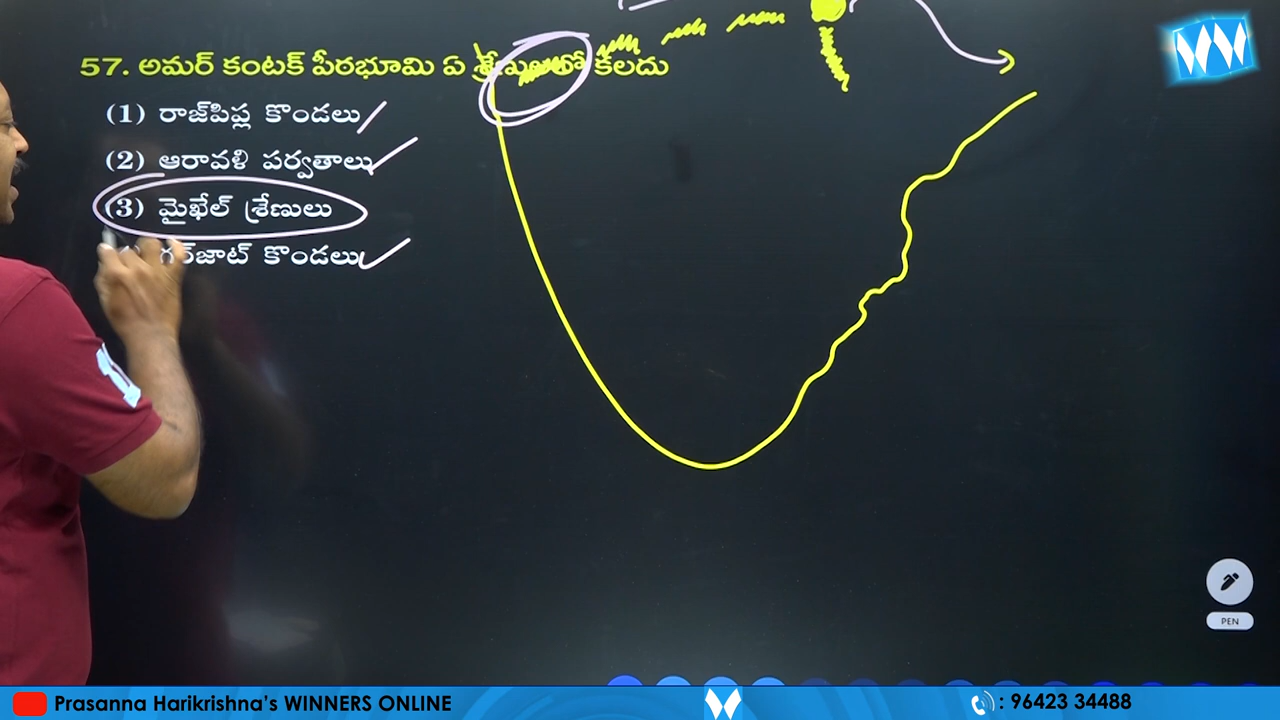 57. అమర్ కంటక్ పీఠభూమి ఏ శ్రేణులలో కలదు
(1) రాజ్‌పిప్ల కొండలు
(2) ఆరావళి పర్వతాలు
(3) మైఖేల్ శ్రేణులు
గర్‌జాట్ కొండలు
PEN
Prasanna Harikrishna's WINNERS ONLINE
: 96423 34488